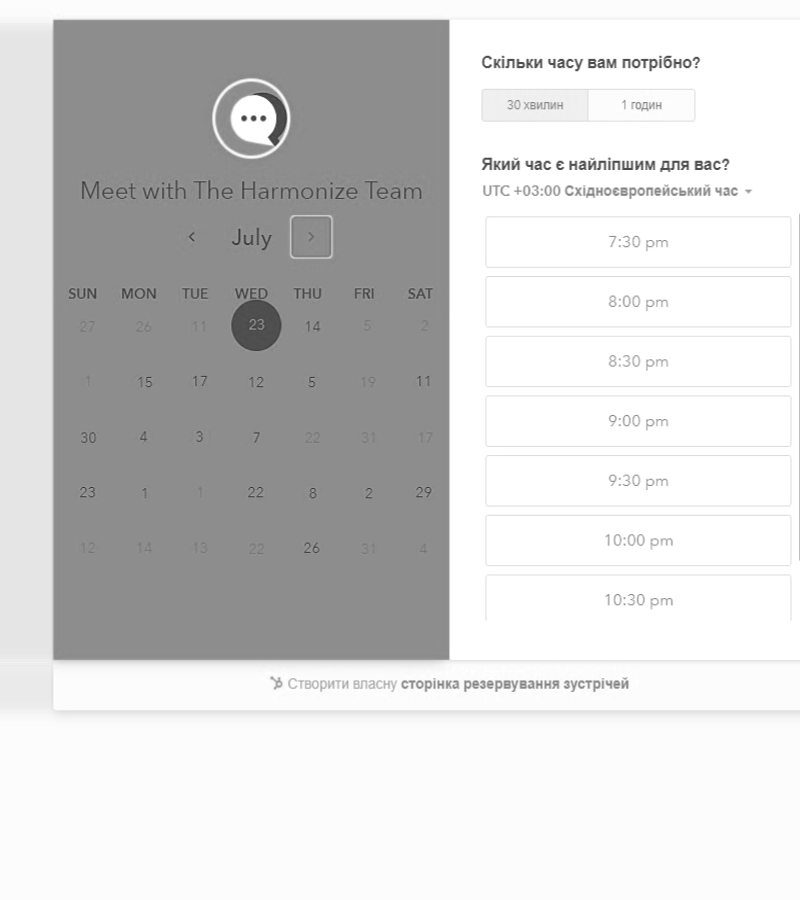 Meet with The Harmonize Team
July
SUN MON TUE WED THU FRI SAT
27 26 11 23 14 5 2
1 15 17 12 5 19 11
30 4 3 7 22 31 17
23 1 1 22 8 2 29
12 14 13 22 26 31 4
Скільки часу вам потрібно?
30 хвилин 1 годин
Який час є найліпшим для вас?
UTC +03:00 Східноєвропейський час
7:30 pm
8:00 pm
8:30 pm
9:00 pm
9:30 pm
10:00 pm
10:30 pm
Створити власну сторінка резервування зустрічей